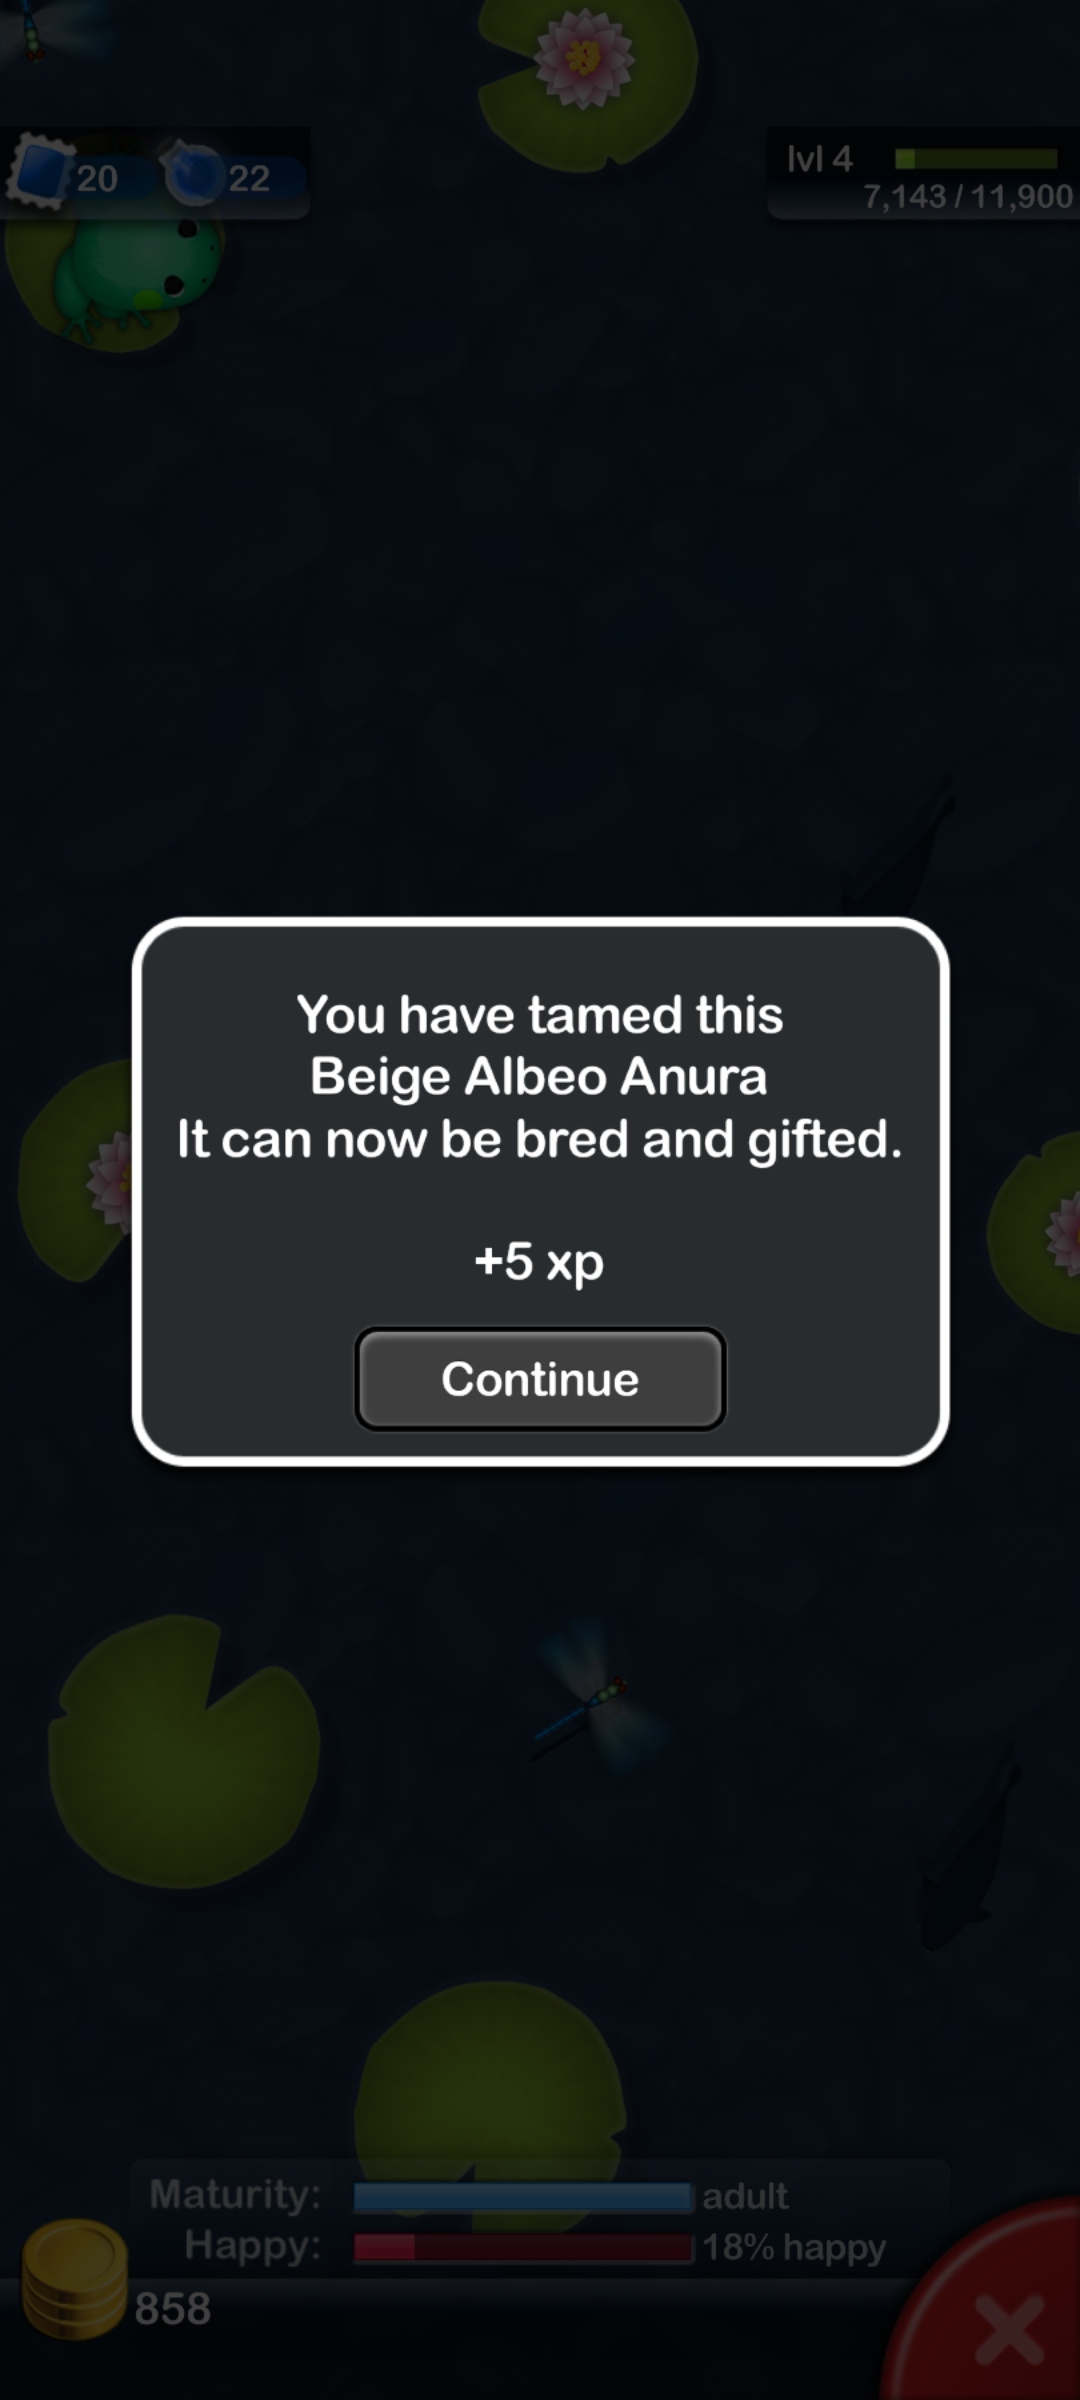 20 22
lvl 4
7,143 / 11,900
You have tamed this
Beige Albeo Anura
It can now be bred and gifted.
+5 xp
Continue
Maturity: adult
Happy: 18% happy
858